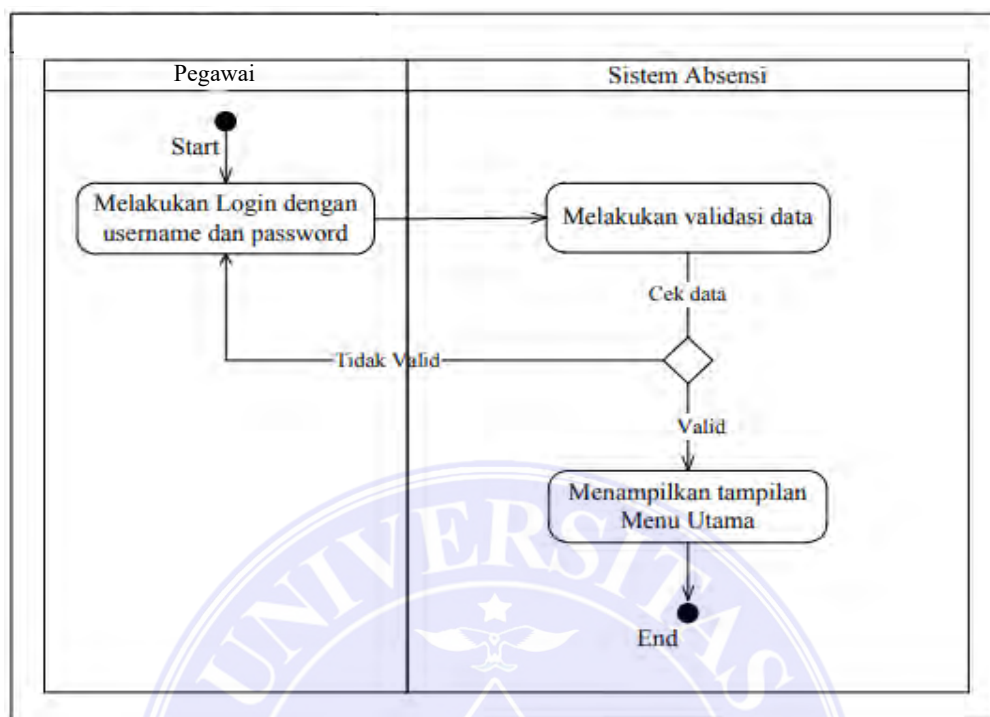 Pegawai
Sistem Absensi
Start
Melakukan Login dengan
username dan password
Melakukan validasi data
Cek data
Tidak Valid
Valid
Menampilkan tampilan
Menu Utama
End
UNIVERSITAS